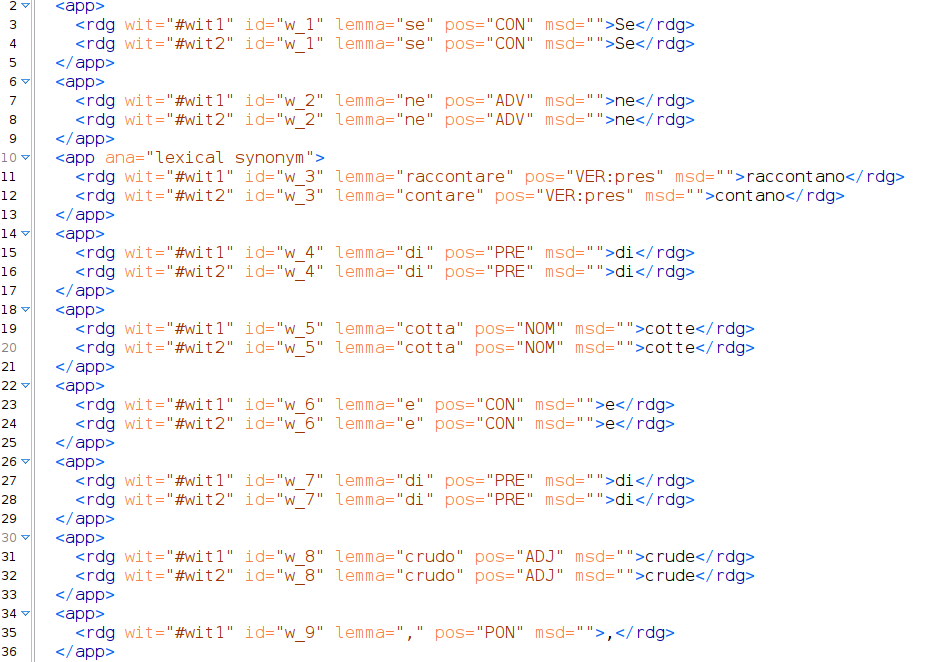 2 <app>
3 <rdg wit="#wit1" id="w_1" lemma="se" pos="CON" msd="">Se</rdg>
4 <rdg wit="#wit2" id="w_1" lemma="se" pos="CON" msd="">Se</rdg>
5 </app>
6 <app>
7 <rdg wit="#wit1" id="w_2" lemma="ne" pos="ADV" msd="">ne</rdg>
8 <rdg wit="#wit2" id="w_2" lemma="ne" pos="ADV" msd="">ne</rdg>
9 </app>
10 <app ana="lexical synonym">
11 <rdg wit="#wit1" id="w_3" lemma="raccontare" pos="VER:pres" msd="">raccontano</rdg>
12 <rdg wit="#wit2" id="w_3" lemma="contare" pos="VER:pres" msd="">contano</rdg>
13 </app>
14 <app>
15 <rdg wit="#wit1" id="w_4" lemma="di" pos="PRE" msd="">di</rdg>
16 <rdg wit="#wit2" id="w_4" lemma="di" pos="PRE" msd="">di</rdg>
17 </app>
18 <app>
19 <rdg wit="#wit1" id="w_5" lemma="cotta" pos="NOM" msd="">cotte</rdg>
20 <rdg wit="#wit2" id="w_5" lemma="cotta" pos="NOM" msd="">cotte</rdg>
21 </app>
22 <app>
23 <rdg wit="#wit1" id="w_6" lemma="e" pos="CON" msd="">e</rdg>
24 <rdg wit="#wit2" id="w_6" lemma="e" pos="CON" msd="">e</rdg>
25 </app>
26 <app>
27 <rdg wit="#wit1" id="w_7" lemma="di" pos="PRE" msd="">di</rdg>
28 <rdg wit="#wit2" id="w_7" lemma="di" pos="PRE" msd="">di</rdg>
29 </app>
30 <app>
31 <rdg wit="#wit1" id="w_8" lemma="crudo" pos="ADJ" msd="">crude</rdg>
32 <rdg wit="#wit2" id="w_8" lemma="crudo" pos="ADJ" msd="">crude</rdg>
33 </app>
34 <app>
35 <rdg wit="#wit1" id="w_9" lemma="," pos="PON" msd="">,</rdg>
36 </app>